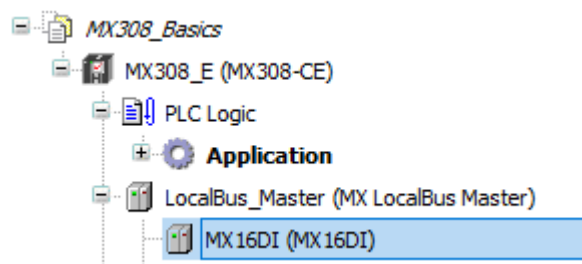 MX308_Basics
MX308_E (MX308-CE)
PLC Logic
Application
LocalBus_Master (MX LocalBus Master)
MX16DI (MX16DI)